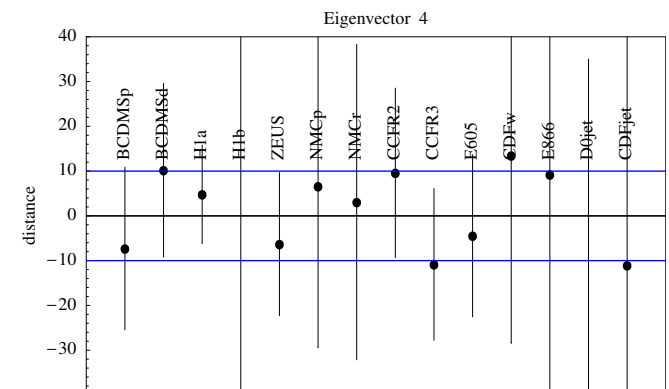 Eigenvector 4
40
30
20
10
0
−10
−20
−30
distance
BCDMSp
BCDMSd
H1a
H1b
ZEUS
NMCp
NMCr
CCFR2
CCFR3
E605
CDFw
E866
D0jet
CDFjet